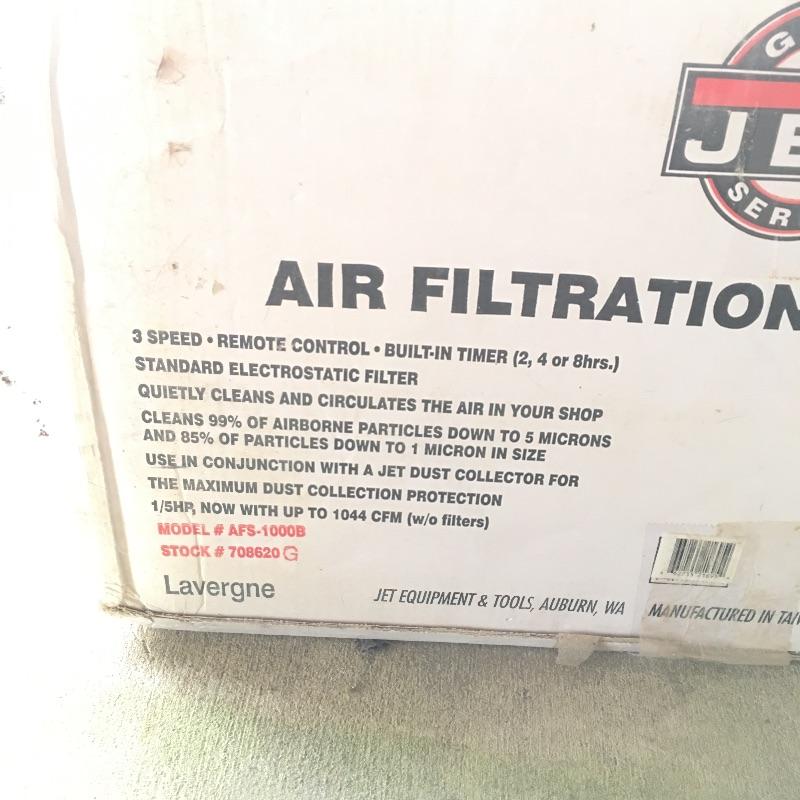 G
JE
SER
AIR FILTRATION
3 SPEED • REMOTE CONTROL • BUILT-IN TIMER (2, 4 or 8hrs.)
STANDARD ELECTROSTATIC FILTER
QUIETLY CLEANS AND CIRCULATES THE AIR IN YOUR SHOP
CLEANS 99% OF AIRBORNE PARTICLES DOWN TO 5 MICRONS
AND 85% OF PARTICLES DOWN TO 1 MICRON IN SIZE
USE IN CONJUNCTION WITH A JET DUST COLLECTOR FOR
THE MAXIMUM DUST COLLECTION PROTECTION
1/5HP, NOW WITH UP TO 1044 CFM (w/o filters)
MODEL # AFS-1000B
STOCK # 708620 G
Lavergne
JET EQUIPMENT & TOOLS, AUBURN, WA
MANUFACTURED IN TAI